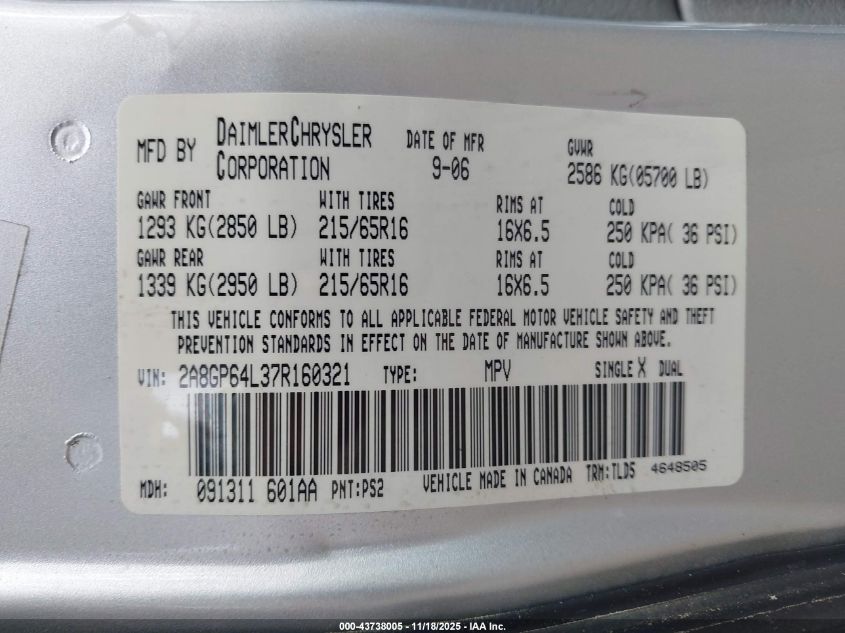 MFD BY DAIMLERCHRYSLER CORPORATION DATE OF MFR 9-06 GVWR 2586 KG(05700 LB)
GAWR FRONT WITH TIRES RIMS AT COLD
1293 KG(2850 LB) 215/65R16 16X6.5 250 KPA( 36 PSI)
GAWR REAR WITH TIRES RIMS AT COLD
1339 KG(2950 LB) 215/65R16 16X6.5 250 KPA( 36 PSI)
THIS VEHICLE CONFORMS TO ALL APPLICABLE FEDERAL MOTOR VEHICLE SAFETY AND THEFT
PREVENTION STANDARDS IN EFFECT ON THE DATE OF MANUFACTURE SHOWN ABOVE.
VIN: 2A8GP64L37R160321 TYPE: MPV SINGLE X DUAL
MDH: 091311 601AA PNT:PS2 VEHICLE MADE IN CANADA TRM:TLD5 4648505
000-43738005 - 11/18/2025 - IAA Inc.